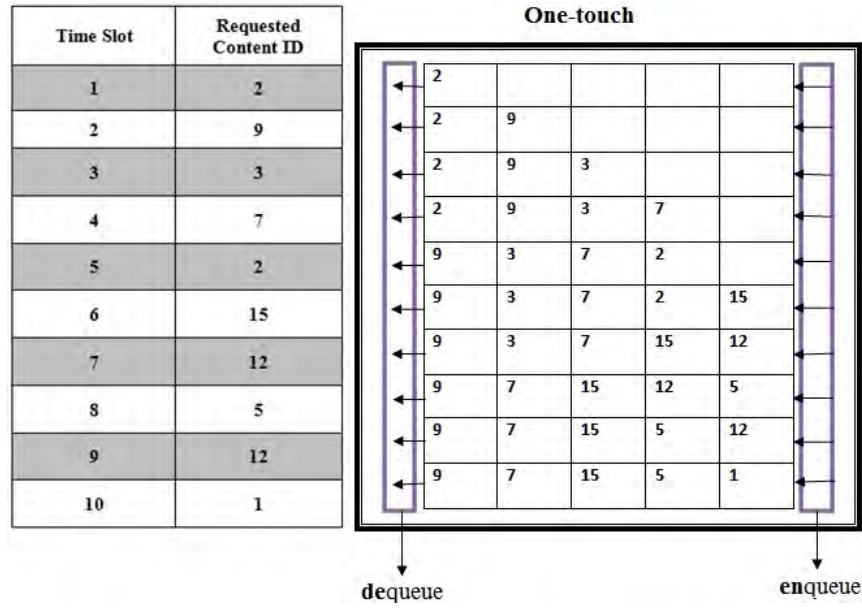 One-touch
Time Slot Requested Content ID
1 2
2 9
3 3
4 7
5 2
6 15
7 12
8 5
9 12
10 1
2
2 9
2 9 3
2 9 3 7
9 3 7 2
9 3 7 2 15
9 3 7 15 12
9 7 15 12 5
9 7 15 5 12
9 7 15 5 1
dequeue enqueue